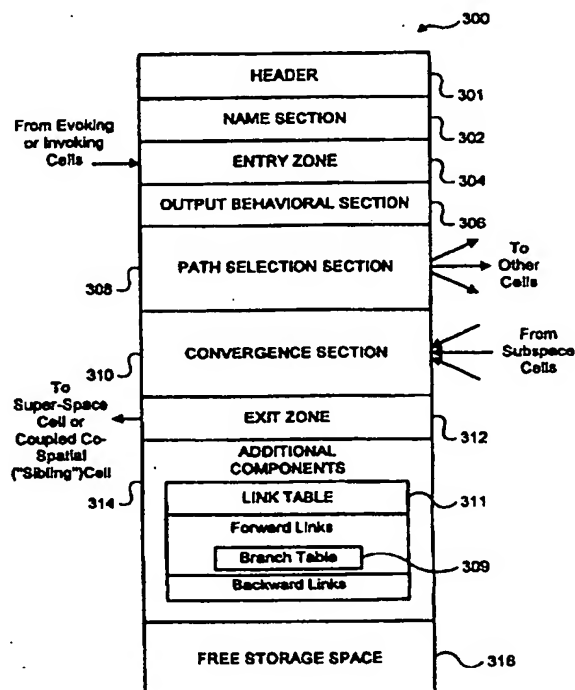 300
HEADER
301
NAME SECTION
302
From Evoking
or Invoking
Cells
ENTRY ZONE
304
OUTPUT BEHAVIORAL SECTION
306
PATH SELECTION SECTION
308
To
Other
Cells
CONVERGENCE SECTION
310
From
Subspace
Cells
To
Super-Space
Cell or
Coupled Co-
Spatial
("Sibling")Cell
EXIT ZONE
312
ADDITIONAL
COMPONENTS
314
LINK TABLE
311
Forward Links
Branch Table
309
Backward Links
FREE STORAGE SPACE
316